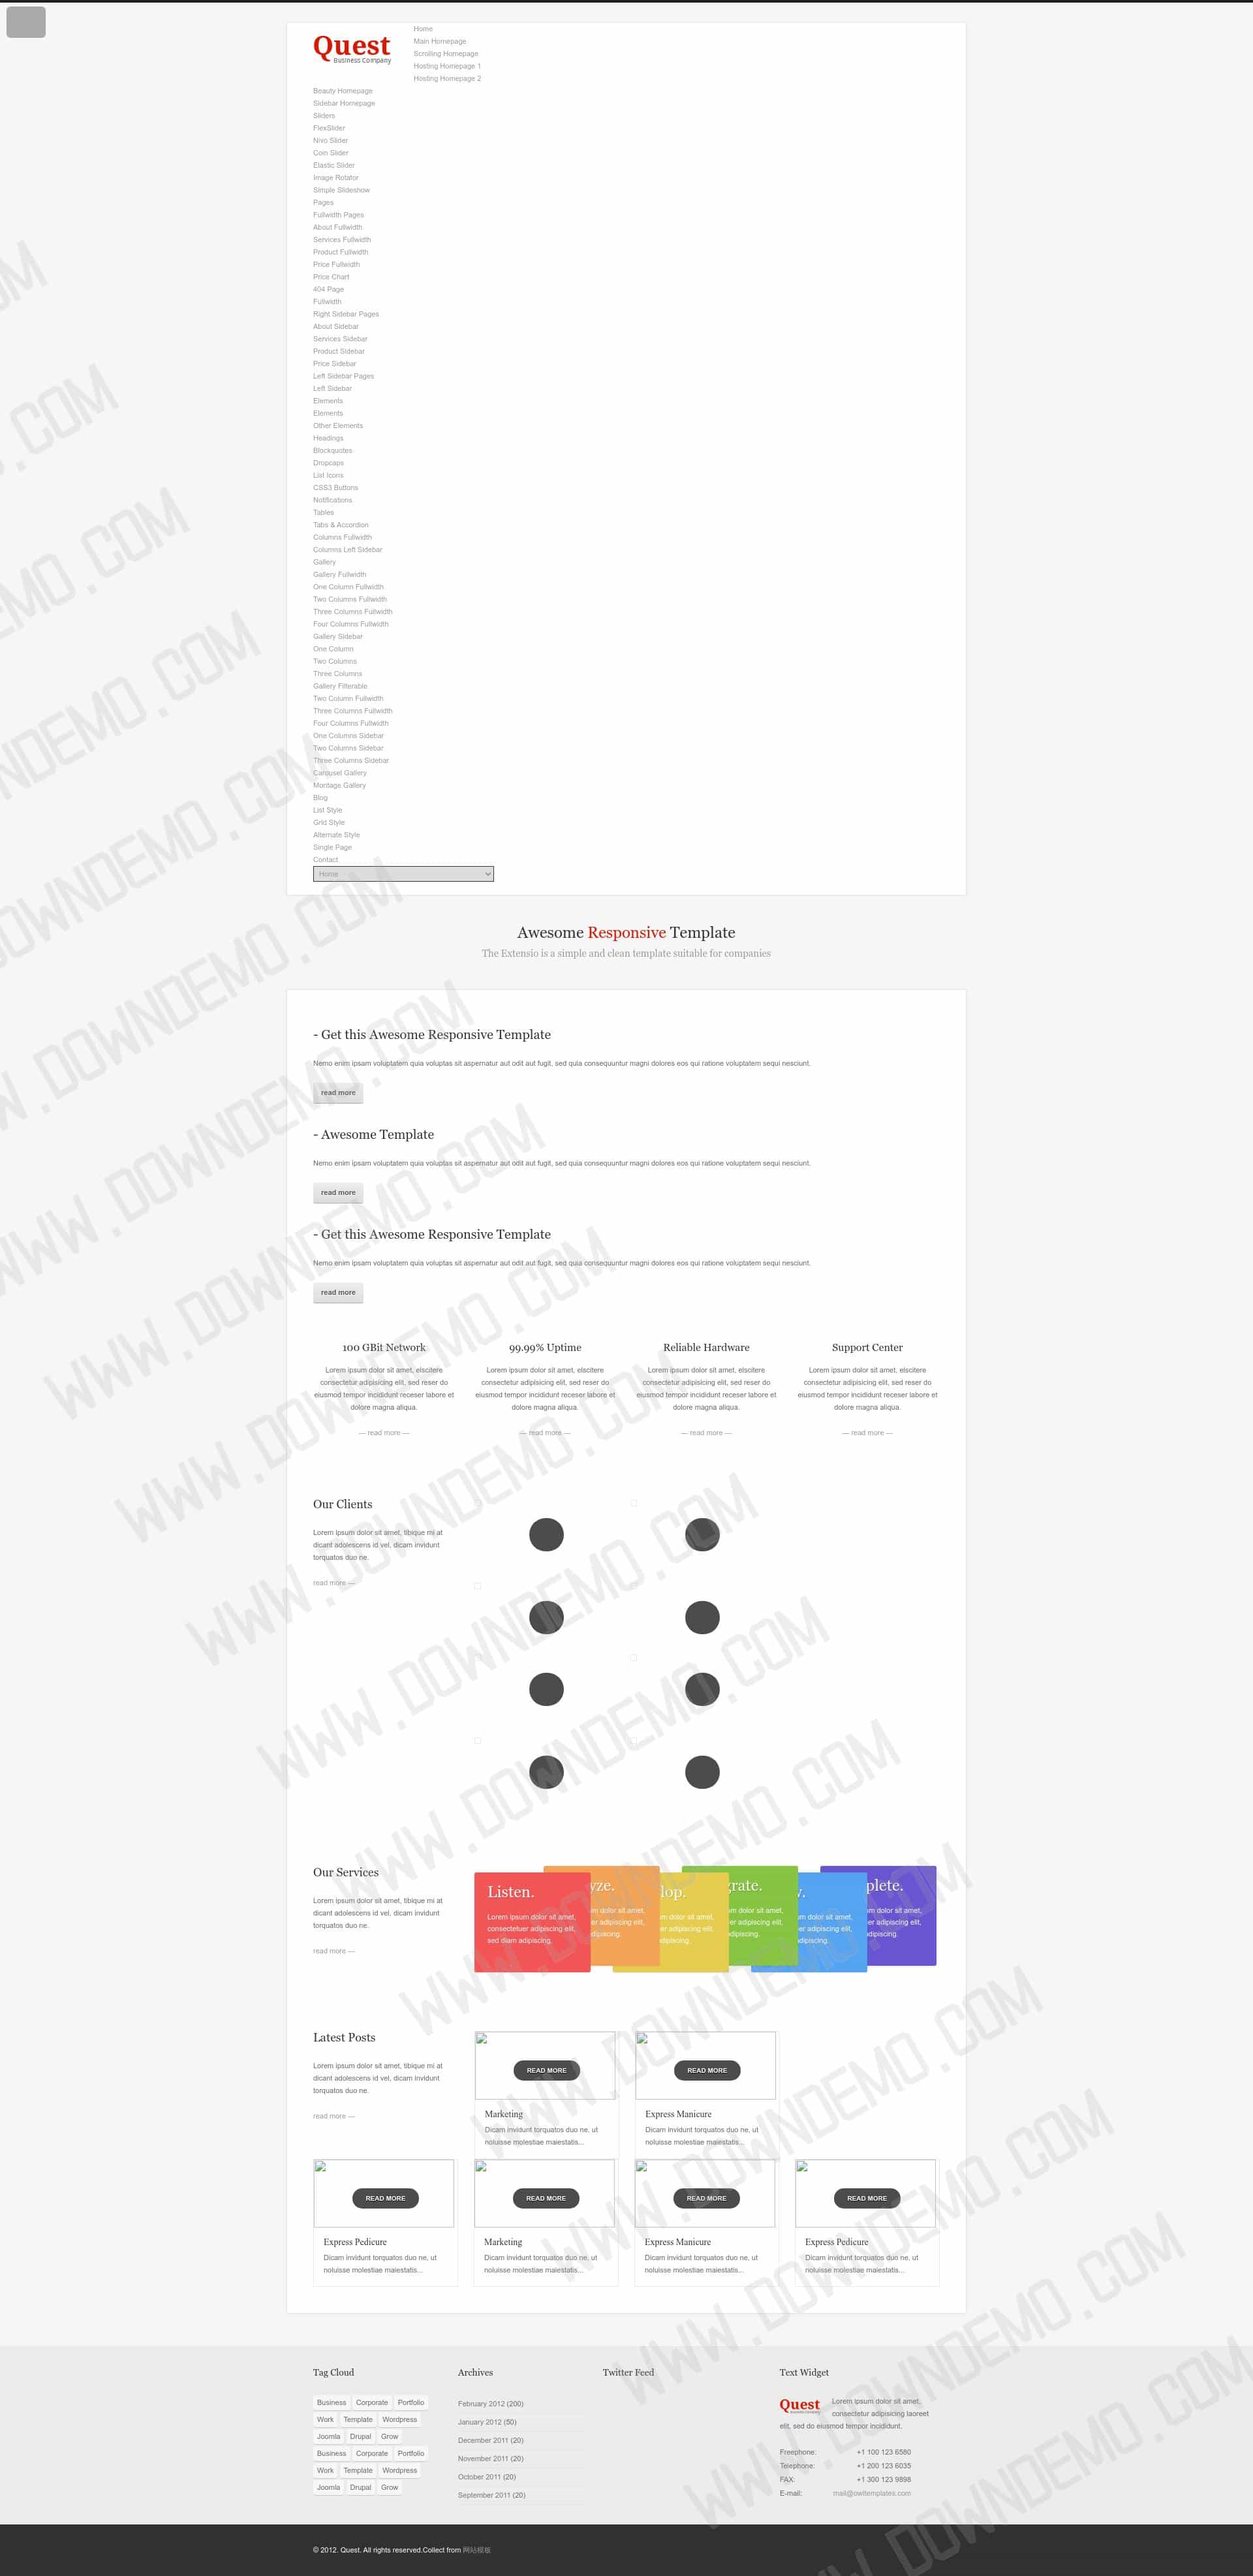 Quest
Business Company
Home
Main Homepage
Scrolling Homepage
Hosting Homepage 1
Hosting Homepage 2
Beauty Homepage
Sidebar Homepage
Sliders
FlexSlider
Nivo Slider
Coin Slider
Elastic Slider
Image Rotator
Simple Slideshow
Pages
Fullwidth Pages
About Fullwidth
Services Fullwidth
Product Fullwidth
Price Fullwidth
Price Chart
404 Page
Fullwidth
Right Sidebar Pages
About Sidebar
Services Sidebar
Product Sidebar
Price Sidebar
Left Sidebar Pages
Left Sidebar
Elements
Elements
Other Elements
Headings
Blockquotes
Dropcaps
List Icons
CSS3 Buttons
Notifications
Tables
Tabs & Accordion
Columns Fullwidth
Columns Left Sidebar
Gallery
Gallery Fullwidth
One Column Fullwidth
Two Columns Fullwidth
Three Columns Fullwidth
Four Columns Fullwidth
Gallery Sidebar
One Column
Two Columns
Three Columns
Gallery Filterable
Two Column Fullwidth
Three Columns Fullwidth
Four Columns Fullwidth
One Columns Sidebar
Two Columns Sidebar
Three Columns Sidebar
Carousel Gallery
Montage Gallery
Blog
List Style
Grid Style
Alternate Style
Single Page
Contact
Home
Awesome Responsive Template
The Extensio is a simple and clean template suitable for companies
- Get this Awesome Responsive Template
Nemo enim ipsam voluptatem quia voluptas sit aspernatur aut odit aut fugit, sed quia consequuntur magni dolores eos qui ratione voluptatem sequi nesciunt.
read more
- Awesome Template
Nemo enim ipsam voluptatem quia voluptas sit aspernatur aut odit aut fugit, sed quia consequuntur magni dolores eos qui ratione voluptatem sequi nesciunt.
read more
- Get this Awesome Responsive Template
Nemo enim ipsam voluptatem quia voluptas sit aspernatur aut odit aut fugit, sed quia consequuntur magni dolores eos qui ratione voluptatem sequi nesciunt.
read more
100 GBit Network
Lorem ipsum dolor sit amet, elscitere
consectetur adipisicing elit, sed reser do
eiusmod tempor incididunt receser labore et
dolore magna aliqua.
— read more —
99.99% Uptime
Lorem ipsum dolor sit amet, elscitere
consectetur adipisicing elit, sed reser do
eiusmod tempor incididunt receser labore et
dolore magna aliqua.
— read more —
Reliable Hardware
Lorem ipsum dolor sit amet, elscitere
consectetur adipisicing elit, sed reser do
eiusmod tempor incididunt receser labore et
dolore magna aliqua.
— read more —
Support Center
Lorem ipsum dolor sit amet, elscitere
consectetur adipisicing elit, sed reser do
eiusmod tempor incididunt receser labore et
dolore magna aliqua.
— read more —
Our Clients
Lorem ipsum dolor sit amet, tibique mi at
dicant adolescens id vel, dicam invidunt
torquatos duo ne.
read more —
Our Services
Lorem ipsum dolor sit amet, tibique mi at
dicant adolescens id vel, dicam invidunt
torquatos duo ne.
read more —
Listen.
Lorem ipsum dolor sit amet,
consectetuer adipiscing elit,
sed diam adipiscing.
yze.
m dolor sit amet,
er adipiscing elit,
dipiscing.
lop.
m dolor sit amet,
er adipiscing elit,
dipiscing.
grate.
m dolor sit amet,
er adipiscing elit,
dipiscing.
y.
m dolor sit amet,
er adipiscing elit,
dipiscing.
plete.
m dolor sit amet,
er adipiscing elit,
dipiscing.
Latest Posts
Lorem ipsum dolor sit amet, tibique mi at
dicant adolescens id vel, dicam invidunt
torquatos duo ne.
read more —
READ MORE
Marketing
Dicam invidunt torquatos duo ne, ut
noluisse molestiae maiestatis...
READ MORE
Express Manicure
Dicam invidunt torquatos duo ne, ut
noluisse molestiae maiestatis...
READ MORE
Express Pedicure
Dicam invidunt torquatos duo ne, ut
noluisse molestiae maiestatis...
READ MORE
Marketing
Dicam invidunt torquatos duo ne, ut
noluisse molestiae maiestatis...
READ MORE
Express Manicure
Dicam invidunt torquatos duo ne, ut
noluisse molestiae maiestatis...
READ MORE
Express Pedicure
Dicam invidunt torquatos duo ne, ut
noluisse molestiae maiestatis...
Tag Cloud
Business Corporate Portfolio
Work Template Wordpress
Joomla Drupal Grow
Business Corporate Portfolio
Work Template Wordpress
Joomla Drupal Grow
Archives
February 2012 (200)
January 2012 (50)
December 2011 (20)
November 2011 (20)
October 2011 (20)
September 2011 (20)
Twitter Feed
Text Widget
Quest
Lorem ipsum dolor sit amet,
consectetur adipisicing laoreet
elit, sed do eiusmod tempor incididunt.
Freephone: +1 100 123 6580
Telephone: +1 200 123 6035
FAX: +1 300 123 9898
E-mail: mail@owltemplates.com
© 2012. Quest. All rights reserved.Collect from 网站模板
WWW.DOWNDEMO.COM